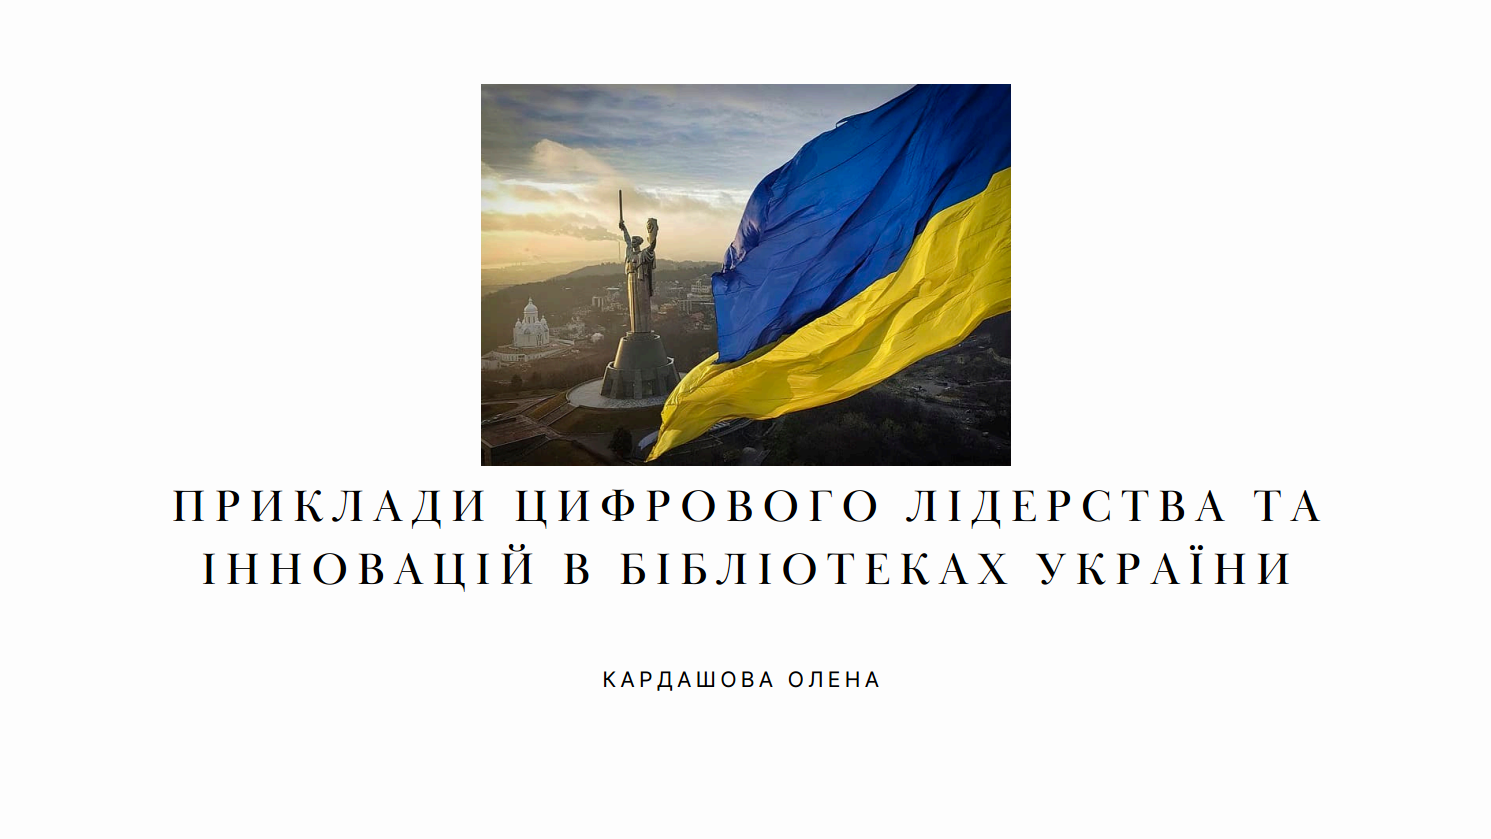 ПРИКЛАДИ ЦИФРОВОГО ЛІДЕРСТВА ТА
ІННОВАЦІЙ В БІБЛІОТЕКАХ УКРАЇНИ
КАРДАШОВА ОЛЕНА